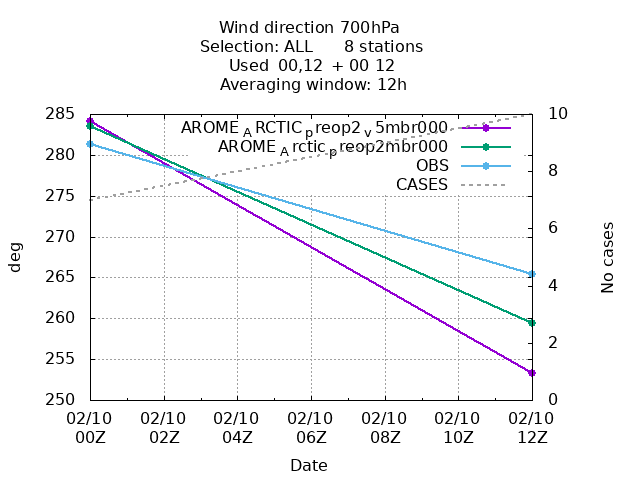 Wind direction 700hPa
Selection: ALL 8 stations
Used 00,12 + 00 12
Averaging window: 12h
285
280
275
270
265
260
255
250
deg
AROME_ARCTIC_preop2_v5mbr000
AROME_Arctic_preop2mbr000
OBS
CASES
10
8
6
4
2
0
No cases
02/10 02/10 02/10 02/10 02/10 02/10 02/10
00Z 02Z 04Z 06Z 08Z 10Z 12Z
Date